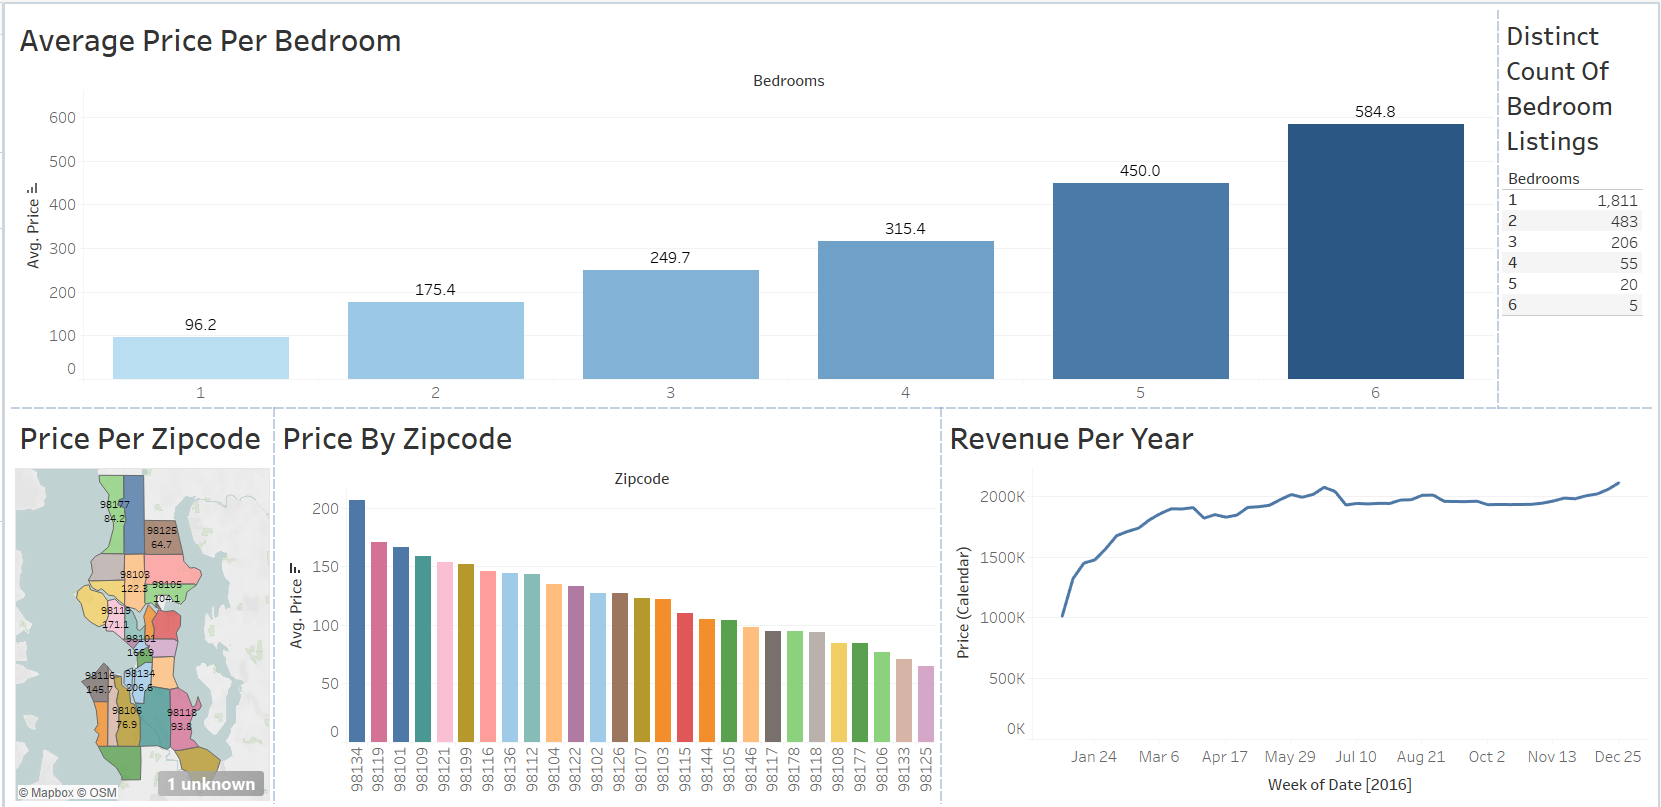 Average Price Per Bedroom
Bedrooms
Avg. Price
600
500
400
300
200
100
0
96.2
175.4
249.7
315.4
450.0
584.8
1
2
3
4
5
6
Distinct
Count Of
Bedroom
Listings
Bedrooms
1 1,811
2 483
3 206
4 55
5 20
6 5
Price Per Zipcode
98177
84.2
98125
64.7
98103
122.3
98105
104.1
98119
171.1
98101
166.9
98116
145.7
98134
206.6
98106
76.9
98118
93.8
1 unknown
© Mapbox © OSM
Price By Zipcode
Zipcode
Avg. Price
200
150
100
50
0
98134
98119
98101
98109
98121
98199
98116
98136
98112
98104
98122
98102
98126
98107
98103
98115
98144
98105
98146
98117
98178
98118
98108
98177
98106
98133
98125
Revenue Per Year
Price (Calendar)
2000K
1500K
1000K
500K
0K
Jan 24
Mar 6
Apr 17
May 29
Jul 10
Aug 21
Oct 2
Nov 13
Dec 25
Week of Date [2016]